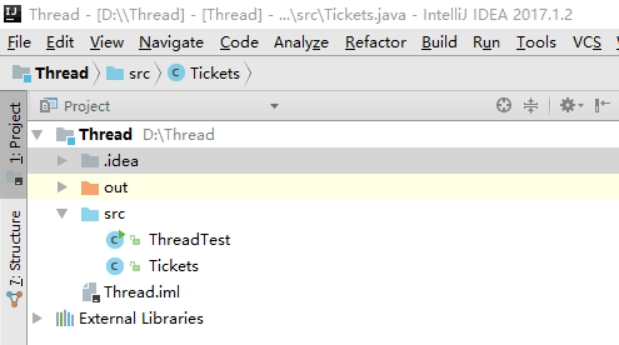 Thread - [D:\\Thread] - [Thread] - ...\src\Tickets.java - IntelliJ IDEA 2017.1.2
File Edit View Navigate Code Analyze Refactor Build Run Tools VCS
Thread src Tickets
Project
1: Project
Thread D:\Thread
.idea
out
src
ThreadTest
Tickets
Thread.iml
External Libraries
7: Structure